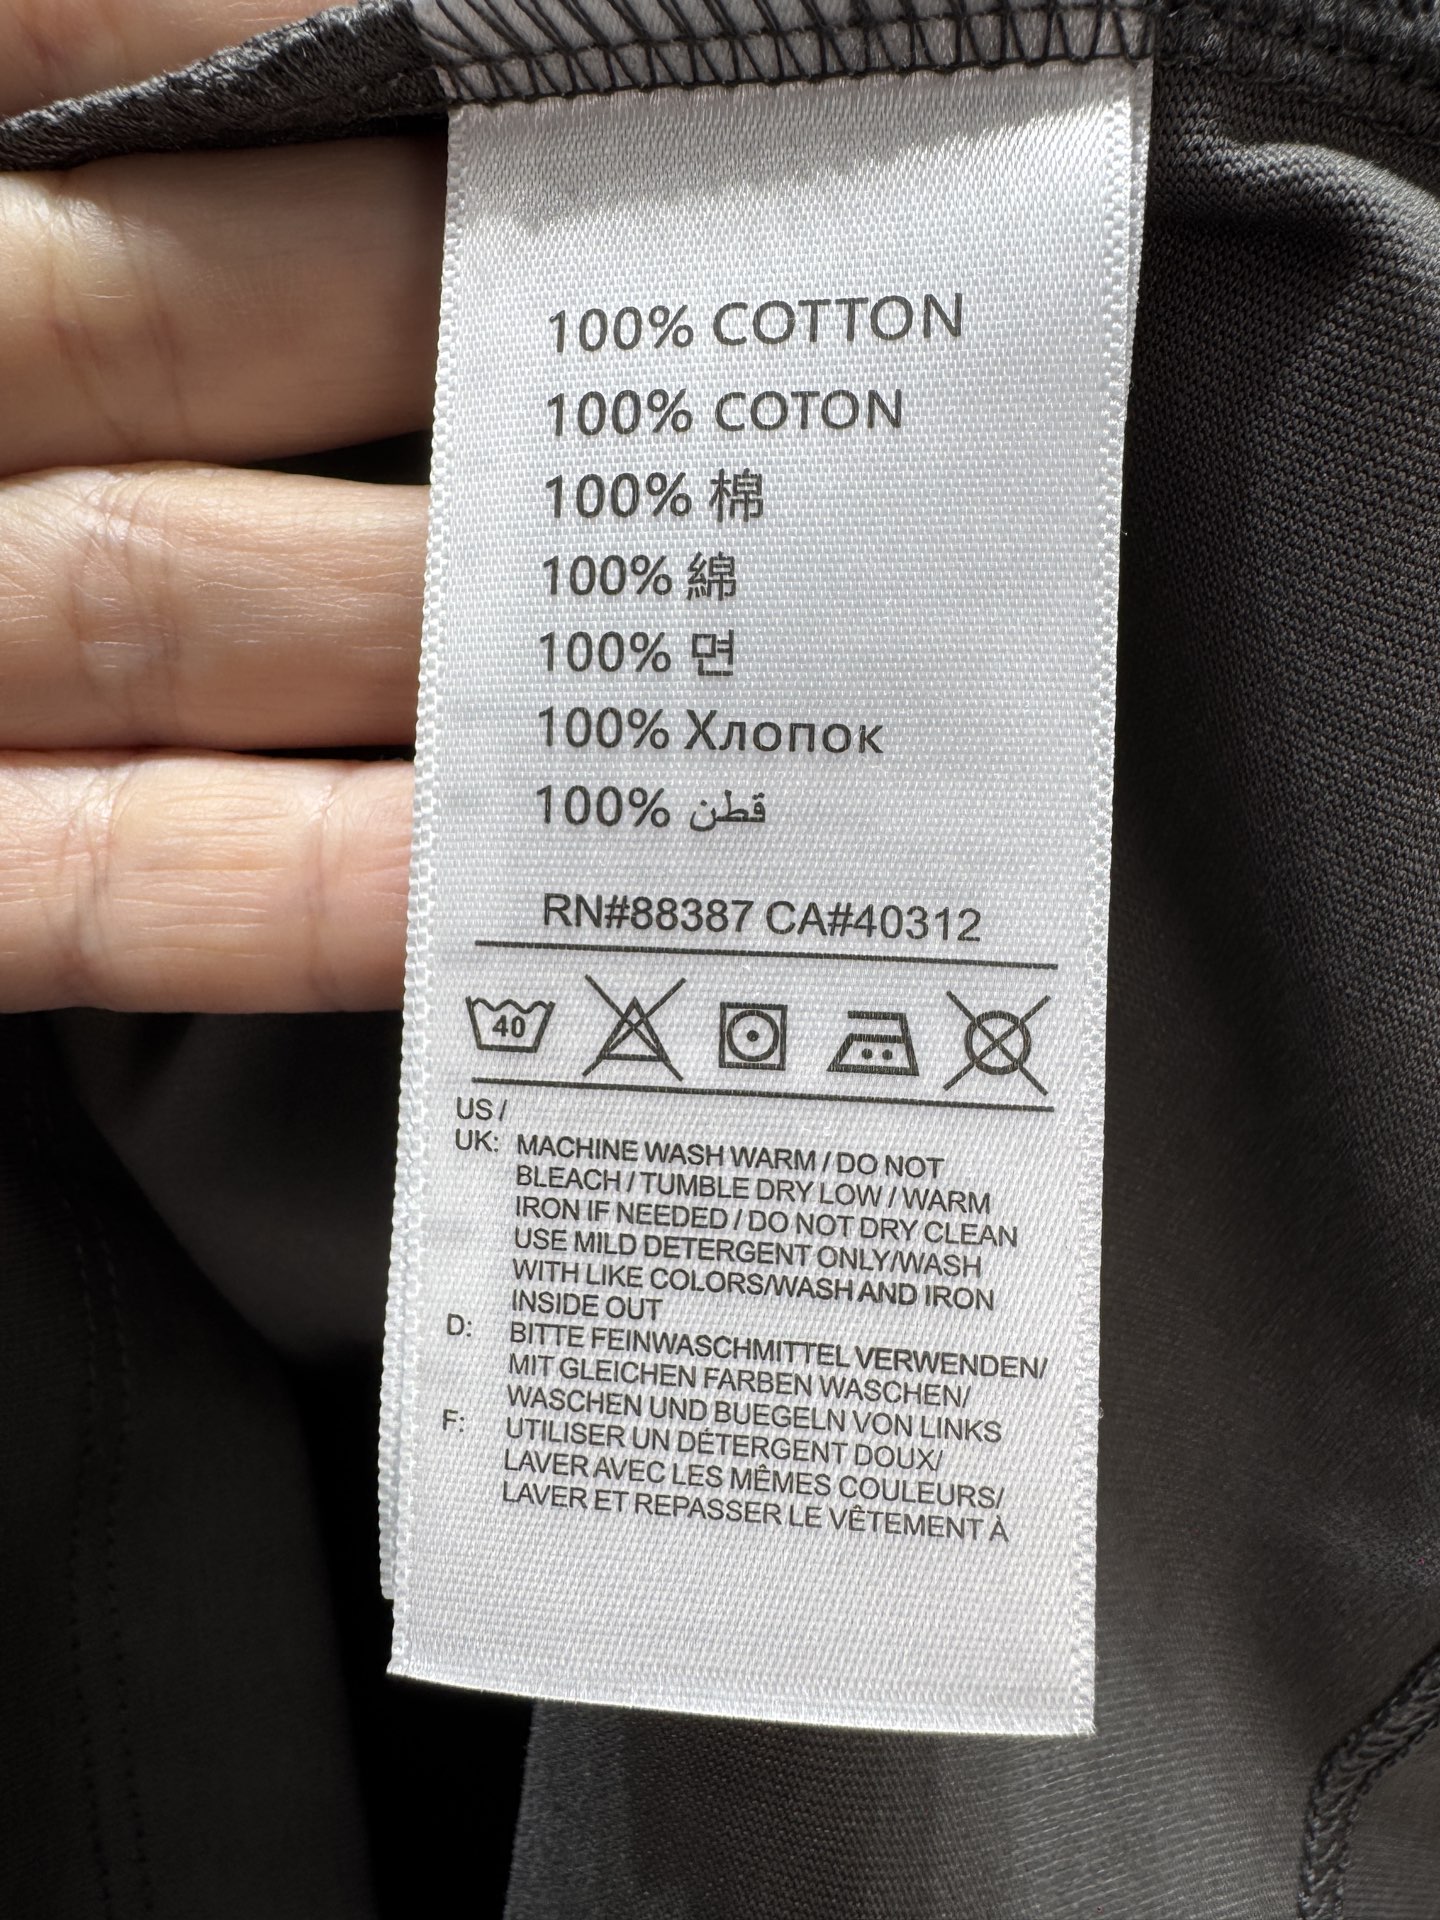 100% COTTON
100% COTON
100% 棉
100% 綿
100% 면
100% Хлопок
100% قطن
RN#88387 CA#40312
40
US /
UK: MACHINE WASH WARM / DO NOT
BLEACH / TUMBLE DRY LOW / WARM
IRON IF NEEDED / DO NOT DRY CLEAN
USE MILD DETERGENT ONLY/WASH
WITH LIKE COLORS/WASH AND IRON
INSIDE OUT
D: BITTE FEINWASCHMITTEL VERWENDEN/
MIT GLEICHEN FARBEN WASCHEN/
WASCHEN UND BUEGELN VON LINKS
F: UTILISER UN DÉTERGENT DOUX/
LAVER AVEC LES MÊMES COULEURS/
LAVER ET REPASSER LE VÊTEMENT À